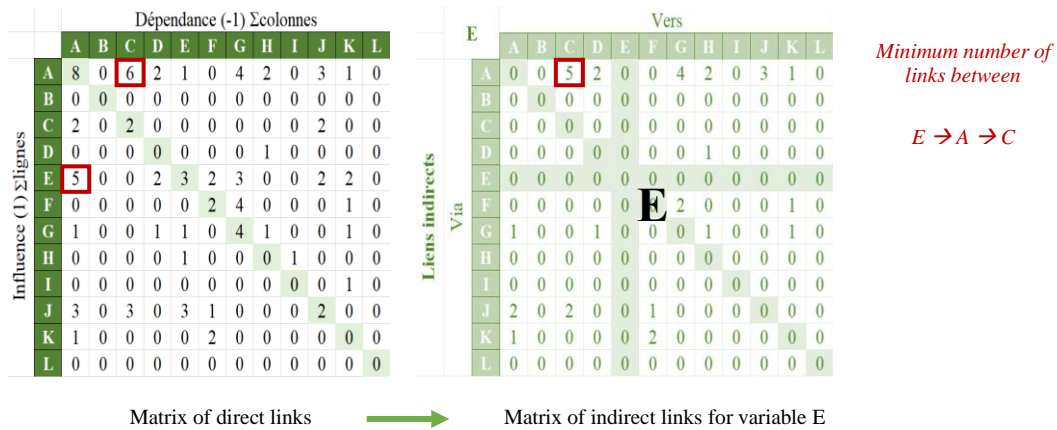 Dépendance (-1) Σcolonnes
A B C D E F G H I J K L
Influence (1) Σlignes
A 8 0 6 2 1 0 4 2 0 3 1 0
B 0 0 0 0 0 0 0 0 0 0 0 0
C 2 0 2 0 0 0 0 0 0 2 0 0
D 0 0 0 0 0 0 0 1 0 0 0 0
E 5 0 0 2 3 2 3 0 0 2 2 0
F 0 0 0 0 0 2 4 0 0 0 1 0
G 1 0 0 1 1 0 4 1 0 0 1 0
H 0 0 0 0 1 0 0 0 1 0 0 0
I 0 0 0 0 0 0 0 0 0 0 1 0
J 3 0 3 0 3 1 0 0 0 2 0 0
K 1 0 0 0 0 2 0 0 0 0 0 0
L 0 0 0 0 0 0 0 0 0 0 0 0
E
Vers
A B C D E F G H I J K L
Liens indirects
Via
A 0 0 5 2 0 0 4 2 0 3 1 0
B 0 0 0 0 0 0 0 0 0 0 0 0
C 0 0 0 0 0 0 0 0 0 0 0 0
D 0 0 0 0 0 0 0 1 0 0 0 0
E 0 0 0 0 0 0 0 0 0 0 0 0
F 0 0 0 0 0 E 2 0 0 0 1 0
G 1 0 0 1 0 0 0 1 0 0 1 0
H 0 0 0 0 0 0 0 0 0 0 0 0
I 0 0 0 0 0 0 0 0 0 0 0 0
J 2 0 2 0 0 1 0 0 0 0 0 0
K 1 0 0 0 0 2 0 0 0 0 0 0
L 0 0 0 0 0 0 0 0 0 0 0 0
Minimum number of
links between
E → A → C
Matrix of direct links
Matrix of indirect links for variable E